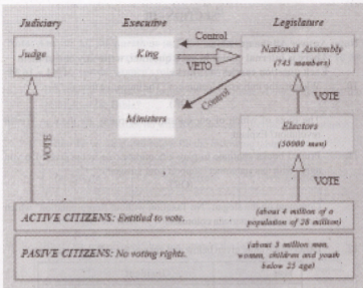 Judiciary
Executive
Legislature
Judge
King
Control
VETO
National Assembly
(745 members)
Ministers
Control
VOTE
Electors
(50000 men)
VOTE
VOTE
ACTIVE CITIZENS: Entitled to vote.
(about 4 million of a
population of 28 million)
PASIVE CITIZENS: No voting rights.
(about 3 million men,
women, children and youth
below 25 age)